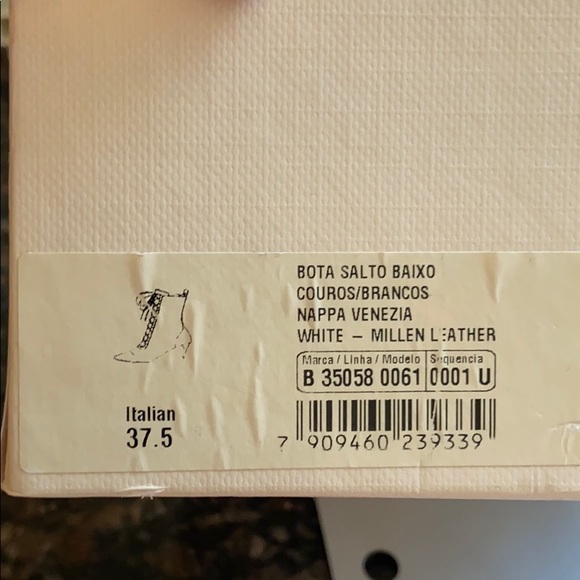 BOTA SALTO BAIXO
COUROS/BRANCOS
NAPPA VENEZIA
WHITE – MILLEN LEATHER
Marca / Linha / Modelo Sequencia
B 35058 0061 0001 U
Italian
37.5
7 909460 239339